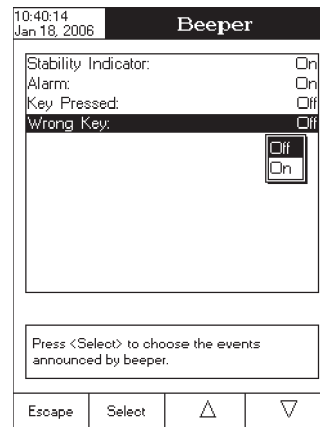 10:40:14
Jan 18, 2006
Beeper
Stability Indicator: On
Alarm: On
Key Pressed: Off
Wrong Key: Off
Off
On
Press <Select> to choose the events
announced by beeper.
Escape Select △ ▽